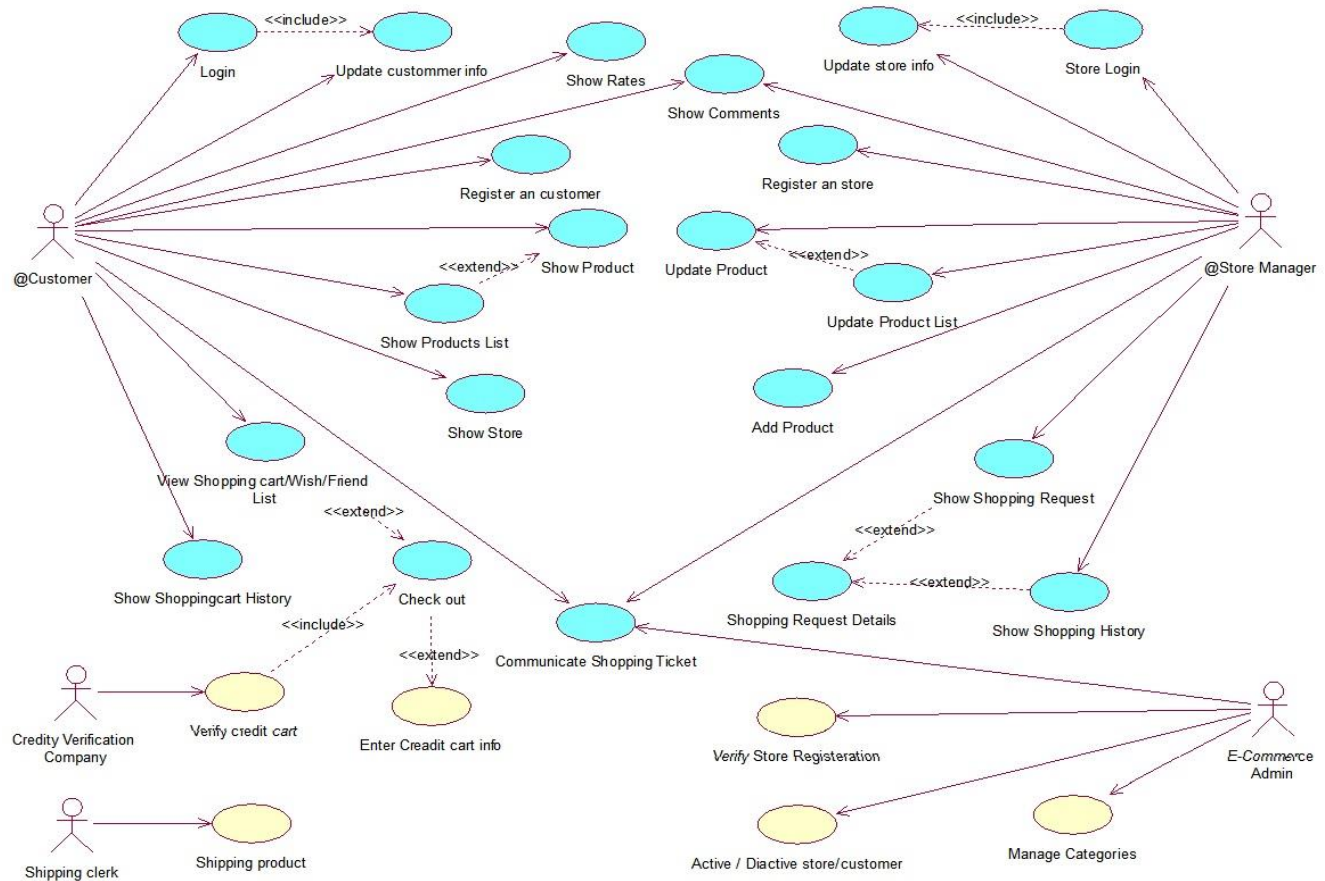 <<include>>
<<include>>
Login
Update custommer info
Show Rates
Update store info
Store Login
Show Comments
Register an customer
Register an store
@Customer
<<extend>>
Show Product
Update Product
<<extend>>
@Store Manager
Show Products List
Update Product List
Show Store
Add Product
View Shopping cart/Wish/Friend
List
<<extend>>
Show Shopping Request
<<extend>>
Show Shoppingcart History
Check out
<<extend>>
<<include>>
Shopping Request Details
Show Shopping History
<<extend>>
Communicate Shopping Ticket
Credity Verification
Company
Verify credit cart
Enter Creadit cart info
Verify Store Registeration
E-Commerce
Admin
Shipping clerk
Shipping product
Active / Diactive store/customer
Manage Categories